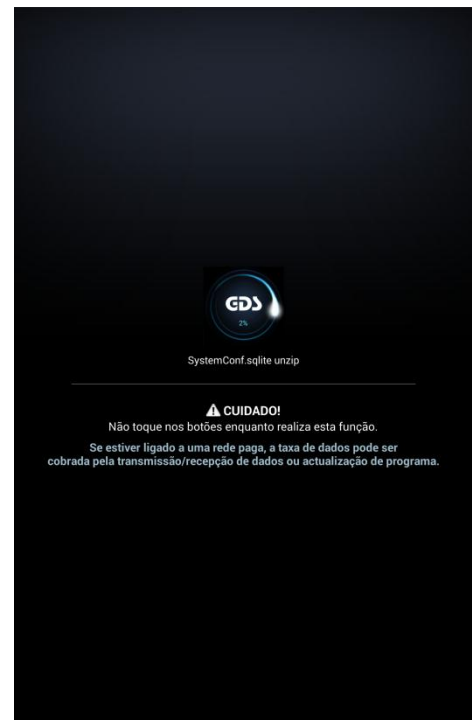 GDS
2%
SystemConf.sqlite unzip
CUIDADO!
Não toque nos botões enquanto realiza esta função.
Se estiver ligado a uma rede paga, a taxa de dados pode ser
cobrada pela transmissão/recepção de dados ou actualização de programa.